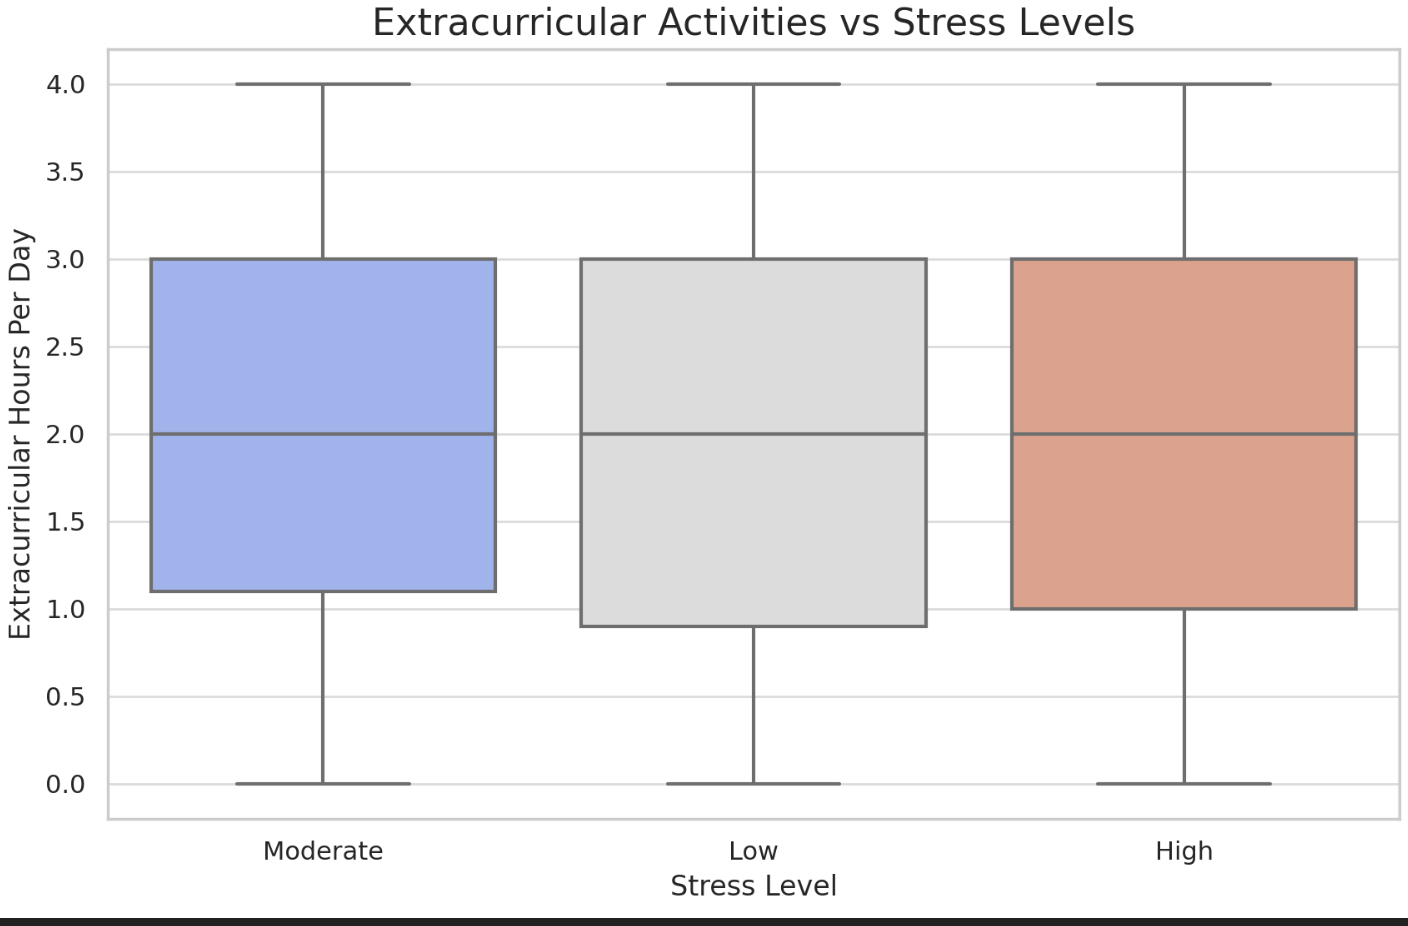 Extracurricular Activities vs Stress Levels
Extracurricular Hours Per Day
4.0
3.5
3.0
2.5
2.0
1.5
1.0
0.5
0.0
Moderate Low High
Stress Level